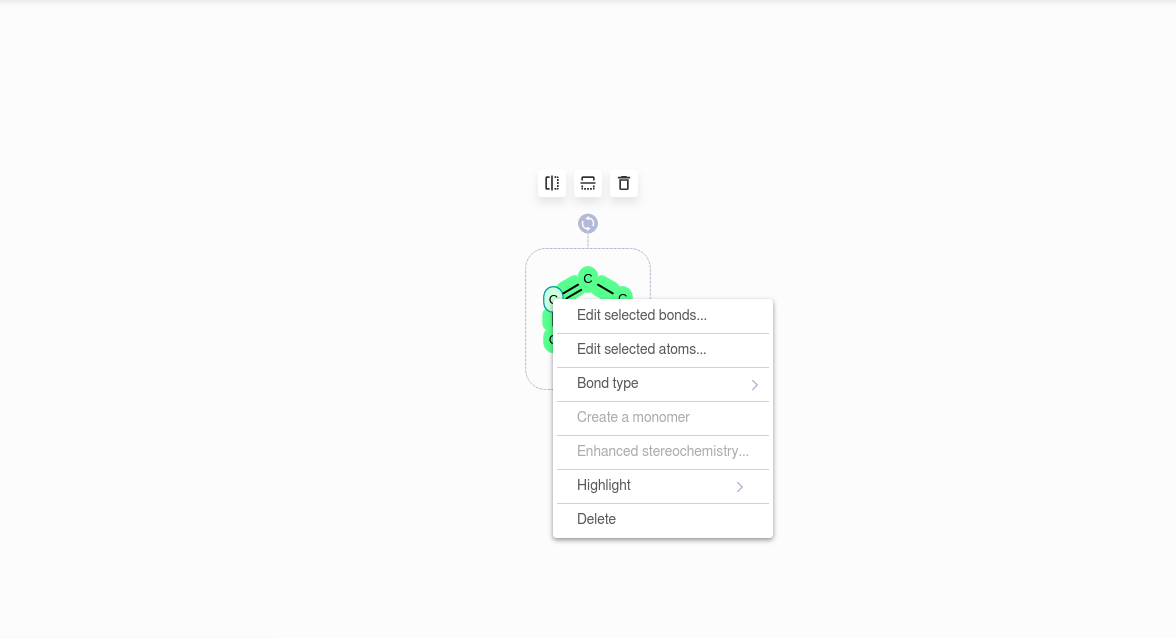 C
C C
C
Edit selected bonds...
Edit selected atoms...
Bond type
Create a monomer
Enhanced stereochemistry...
Highlight
Delete